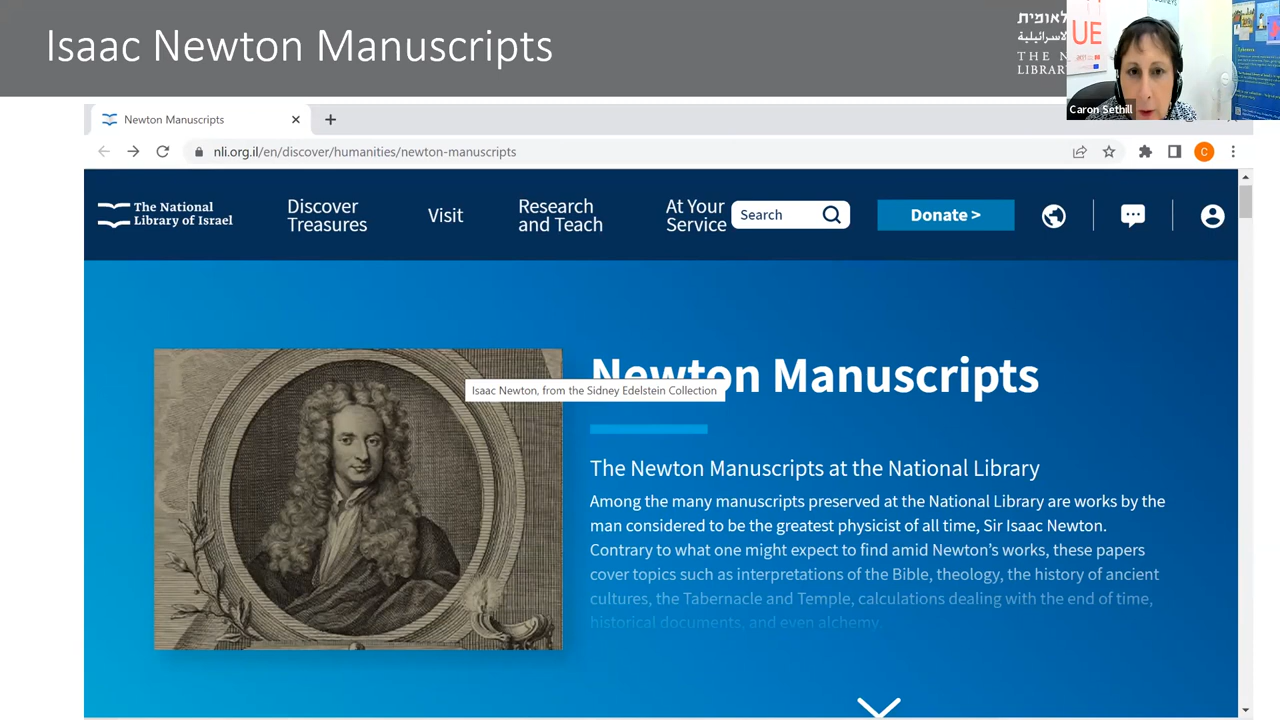 Isaac Newton Manuscripts
לאומית
THE N
LIBRAR
UE
Caron Sethill
Newton Manuscripts
nli.org.il/en/discover/humanities/newton-manuscripts
C
The National
Library of Israel
Discover
Treasures
Visit
Research
and Teach
At Your
Service
Search
Donate >
Newton Manuscripts
Isaac Newton, from the Sidney Edelstein Collection
The Newton Manuscripts at the National Library
Among the many manuscripts preserved at the National Library are works by the
man considered to be the greatest physicist of all time, Sir Isaac Newton.
Contrary to what one might expect to find amid Newton's works, these papers
cover topics such as interpretations of the Bible, theology, the history of ancient
cultures, the Tabernacle and Temple, calculations dealing with the end of time,
historical documents, and even alchemy.